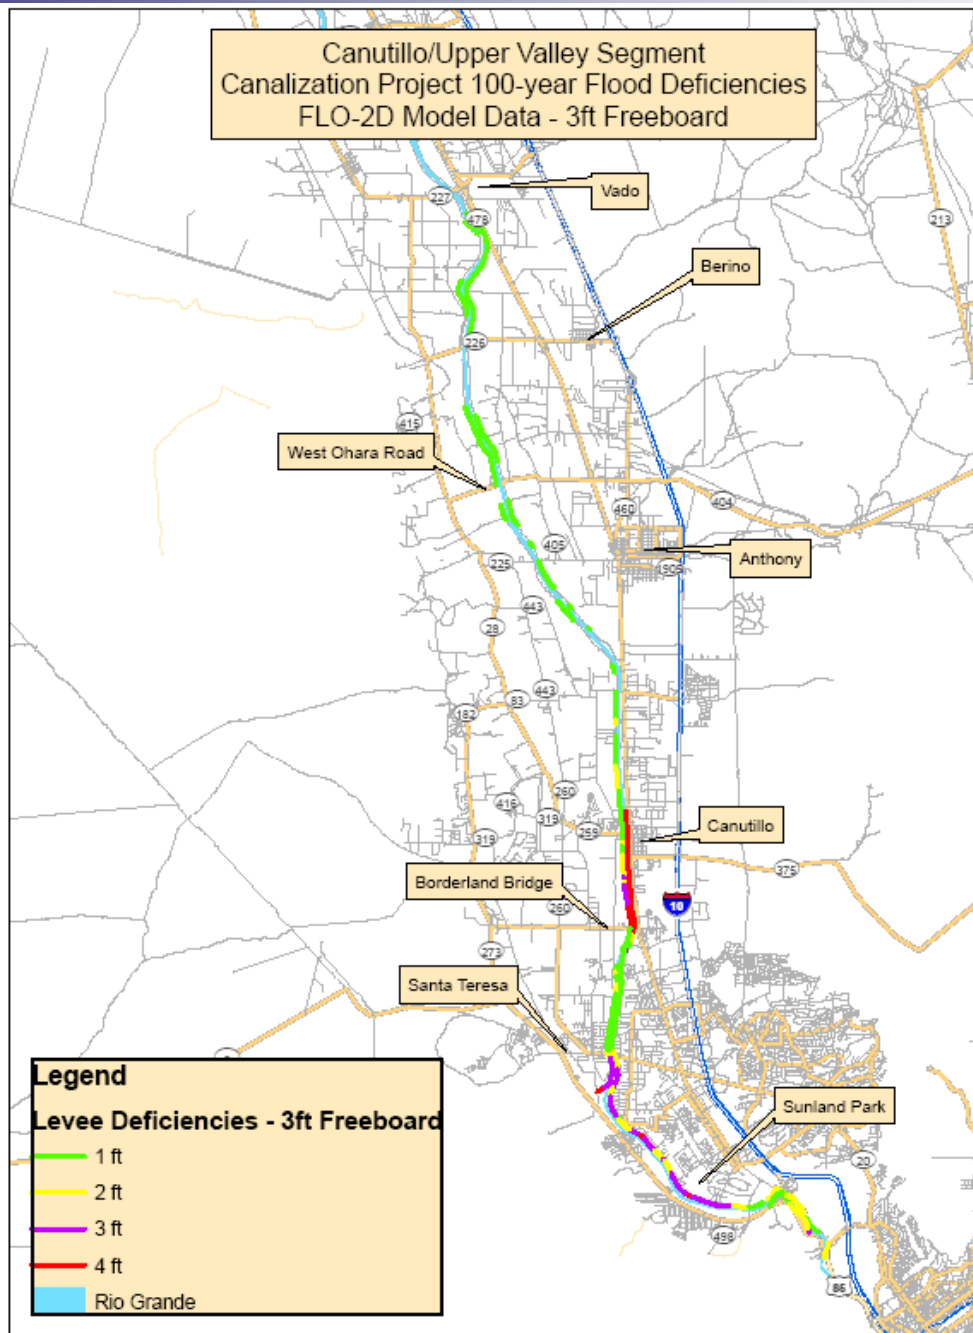 Canutillo/Upper Valley Segment
Canalization Project 100-year Flood Deficiencies
FLO-2D Model Data - 3ft Freeboard
Vado
227
478
213
Berino
226
415
West Ohara Road
460
404
405
Anthony
225
1905
443
28
443
83
182
260
416
319
259
319
Canutillo
375
Borderland Bridge
260
10
273
Santa Teresa
Sunland Park
20
498
85
Legend
Levee Deficiencies - 3ft Freeboard
1 ft
2 ft
3 ft
4 ft
Rio Grande